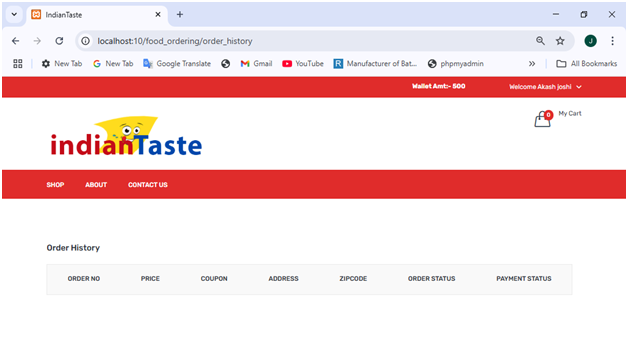 IndianTaste
localhost:10/food_ordering/order_history
New Tab
New Tab
Google Translate
Gmail
YouTube
Manufacturer of Bat...
phpmyadmin
All Bookmarks
J
Wallet Amt:- 500
Welcome Akash joshi
indianTaste
0
My Cart
SHOP ABOUT CONTACT US
Order History
ORDER NO PRICE COUPON ADDRESS ZIPCODE ORDER STATUS PAYMENT STATUS